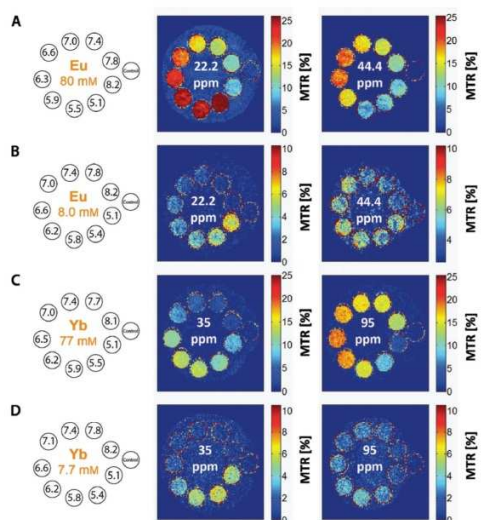 A
7.0 7.4
6.6 7.8
Eu
80 mM
6.3 8.2
5.9 5.1
5.5
Control
22.2
ppm
25
20
15
10
5
0
MTR [%]
44.4
ppm
25
20
15
10
5
0
MTR [%]
B
7.4 7.8
7.0 8.2
Eu
8.0 mM
6.6 5.1
6.2 5.4
5.8
Control
22.2
ppm
10
8
6
4
2
0
MTR [%]
44.4
ppm
10
8
6
4
MTR [%]
C
7.4 7.7
7.0 8.1
Yb
77 mM
6.5 5.1
6.2 5.5
5.9
Control
35
ppm
25
20
15
10
5
0
MTR [%]
95
ppm
25
20
15
10
5
0
MTR [%]
D
7.4 7.8
7.1 8.2
Yb
7.7 mM
6.6 5.1
6.2 5.4
5.8
Control
35
ppm
10
8
6
4
2
0
MTR [%]
95
ppm
10
8
6
4
2
0
MTR [%]